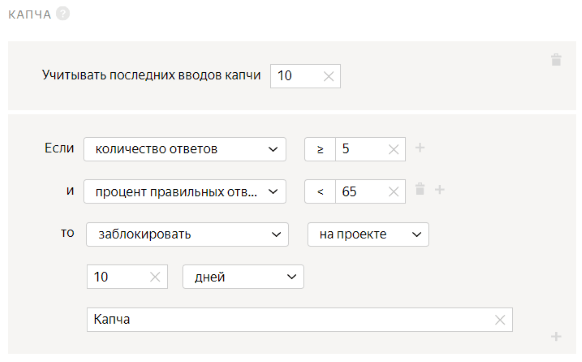 КАПЧА ?
Учитывать последних вводов капчи 10
Если количество ответов ≥ 5
и процент правильных отв... < 65
то заблокировать на проекте
10 дней
Капча